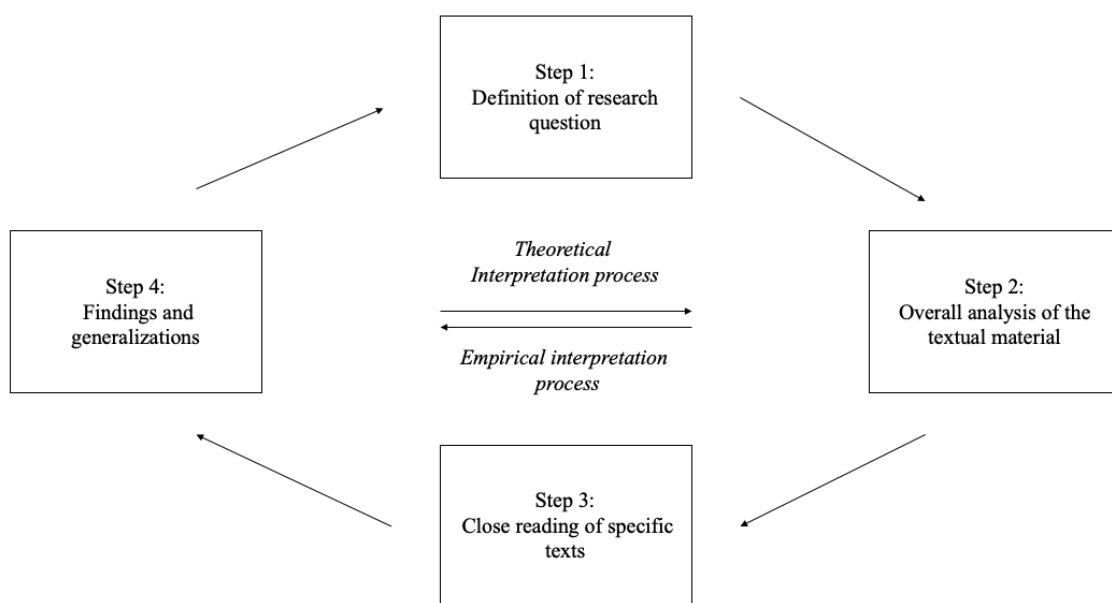 Step 1:
Definition of research
question
Theoretical
Interpretation process
Step 4:
Findings and
generalizations
Step 2:
Overall analysis of the
textual material
Empirical interpretation
process
Step 3:
Close reading of specific
texts